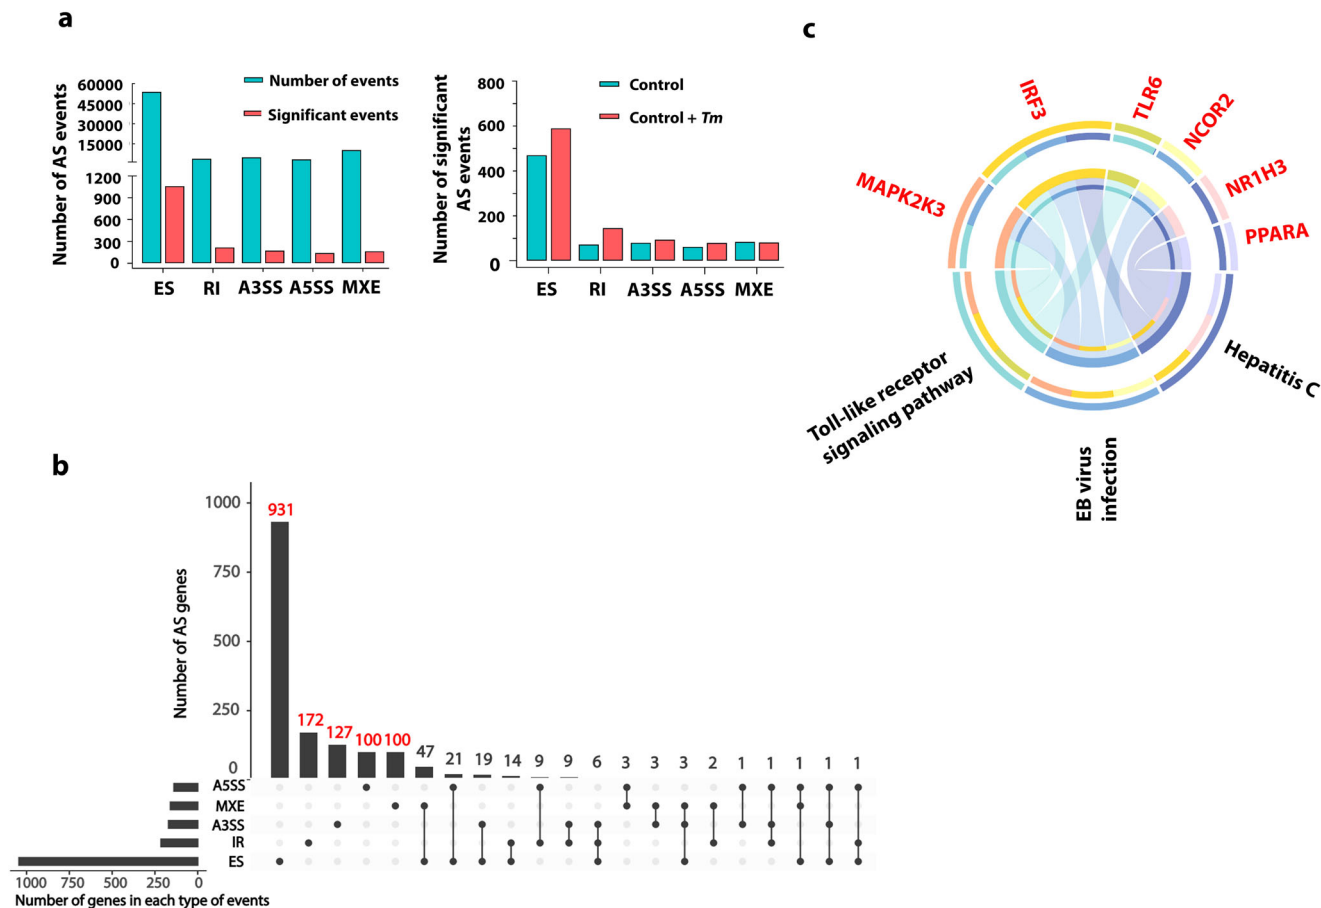 a
Number of AS events
60000
45000
30000
15000
1200
900
600
300
0
Number of events
Significant events
ES RI A3SS A5SS MXE
Number of significant
AS events
800
600
400
200
0
Control
Control + Tm
ES RI A3SS A5SS MXE
c
MAPK2K3
IRF3
TLR6
NCOR2
NR1H3
PPARA
Toll-like receptor
signaling pathway
EB virus
infection
Hepatitis C
b
Number of AS genes
1000
750
500
250
0
931 172 127 100 100 47 21 19 14 9 9 6 3 3 3 2 1 1 1 1 1
A5SS
MXE
A3SS
IR
ES
1000 750 500 250 0
Number of genes in each type of events